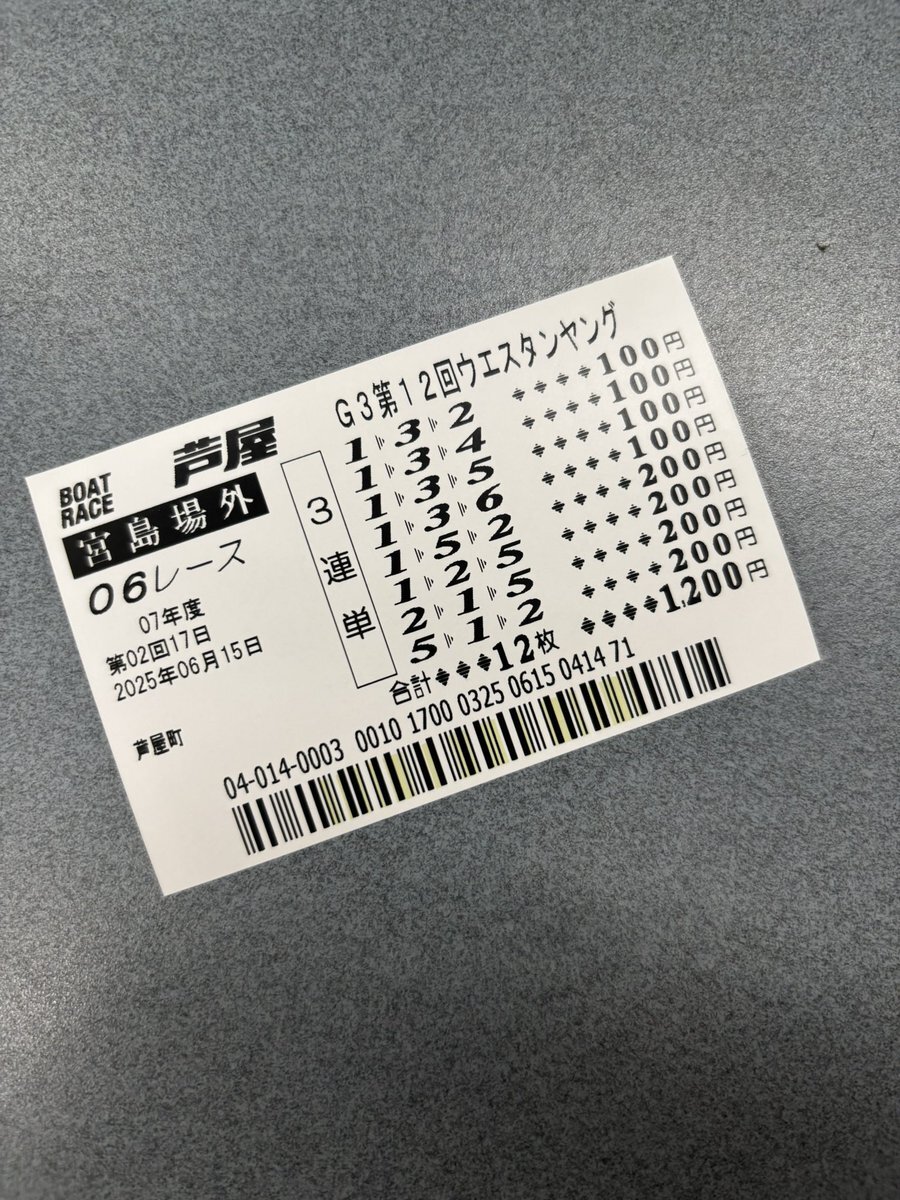 BOAT RACE
芦屋
宮島場外
06レース
07年度
第02回17日
2025年06月15日
芦屋町
3連単
G3第12回ウエスタンヤング
1 3 2 100円
1 3 4 100円
1 3 5 100円
1 3 6 100円
1 5 2 200円
1 2 5 200円
2 1 5 200円
5 1 2 200円
合計 12枚 1,200円
04-014-0003 0010 1700 0325 0615 0414 71